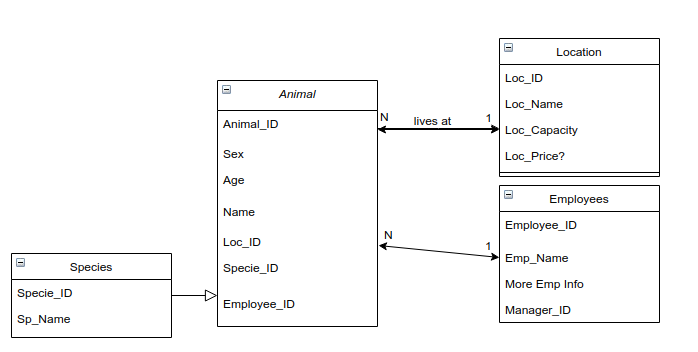 Location
Loc_ID
Loc_Name
Loc_Capacity
Loc_Price?
Animal
Animal_ID
Sex
Age
Name
Loc_ID
Specie_ID
Employee_ID
N
lives at
1
Employees
Employee_ID
Emp_Name
More Emp Info
Manager_ID
N
1
Species
Specie_ID
Sp_Name